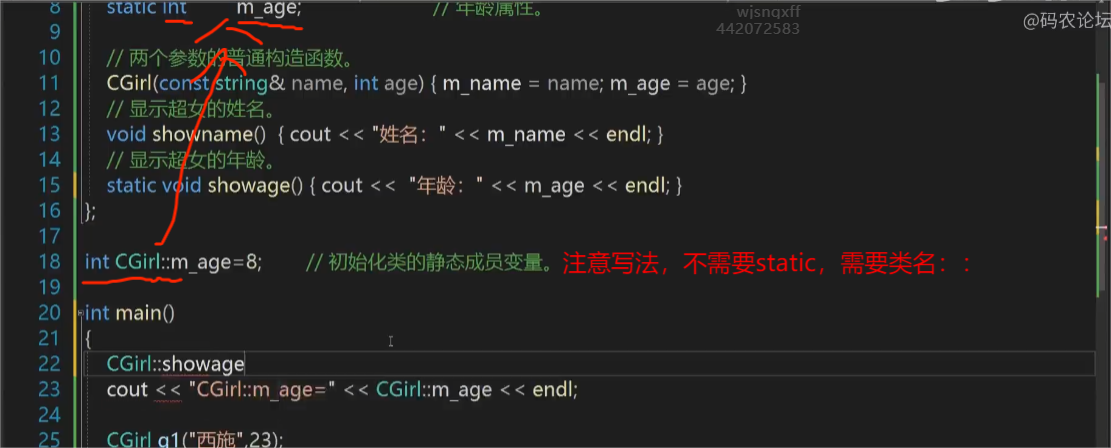 wjsnqxff
442072583
@码农论坛
8 static int m_age; // 年龄属性。
9
10 // 两个参数的普通构造函数。
11 CGirl(const string& name, int age) { m_name = name; m_age = age; }
12 // 显示超女的姓名。
13 void showname() { cout << "姓名：" << m_name << endl; }
14 // 显示超女的年龄。
15 static void showage() { cout << "年龄：" << m_age << endl; }
16 };
17
18 int CGirl::m_age=8; // 初始化类的静态成员变量。注意写法，不需要static，需要类名：：
19
20 int main()
21 {
22 CGirl::showage
23 cout << "CGirl::m_age=" << CGirl::m_age << endl;
24
25 CGirl g1("西施",23);